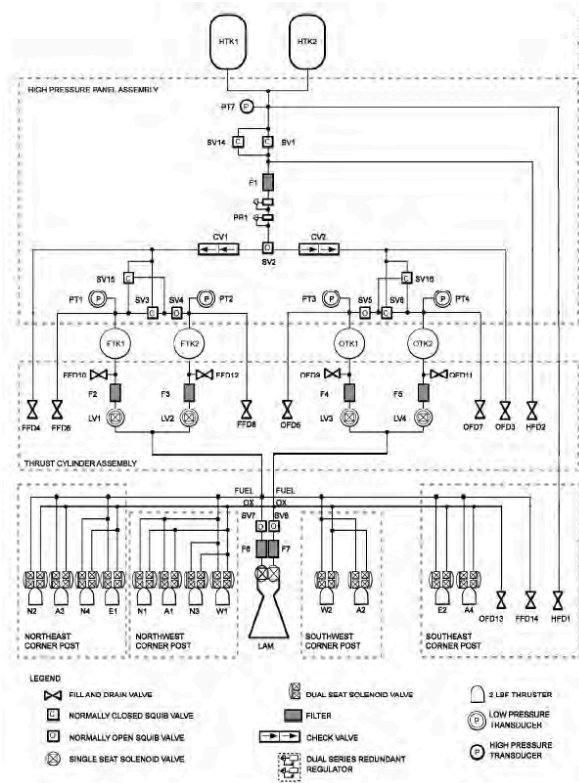 HTK1 HTK2
HIGH PRESSURE PANEL ASSEMBLY
PT7 P
SV14 C C SV1
F1
PR1
CV1 CV2
SV2
SV15 C C SV16
PT1 P SV3 SV4 P PT2 PT3 P SV5 SV6 P PT4
FTK1 FTK2 OTK1 OTK2
FFD10 FFD12 OFD9 OFD11
F2 F3 F4 F5
LV1 LV2 LV3 LV4
FFD4 FFD6 FFD8 OFD5 OFD7 OFD3 HFD2
THRUST CYLINDER ASSEMBLY
FUEL FUEL
OX OX
SV7 SV8
F6 F7
N2 A3 N4 E1 N1 A1 N3 W1 W2 A2 E2 A4
OFD13 FFD14 HFD1
LAM
NORTHEAST
CORNER POST
NORTHWEST
CORNER POST
SOUTHWEST
CORNER POST
SOUTHEAST
CORNER POST
LEGEND
FILL AND DRAIN VALVE
C NORMALLY CLOSED SQUIB VALVE
O NORMALLY OPEN SQUIB VALVE
SINGLE SEAT SOLENOID VALVE
DUAL SEAT SOLENOID VALVE
FILTER
CHECK VALVE
DUAL SERIES REDUNDANT
REGULATOR
2 LBF THRUSTER
P LOW PRESSURE
TRANSDUCER
P HIGH PRESSURE
TRANSDUCER